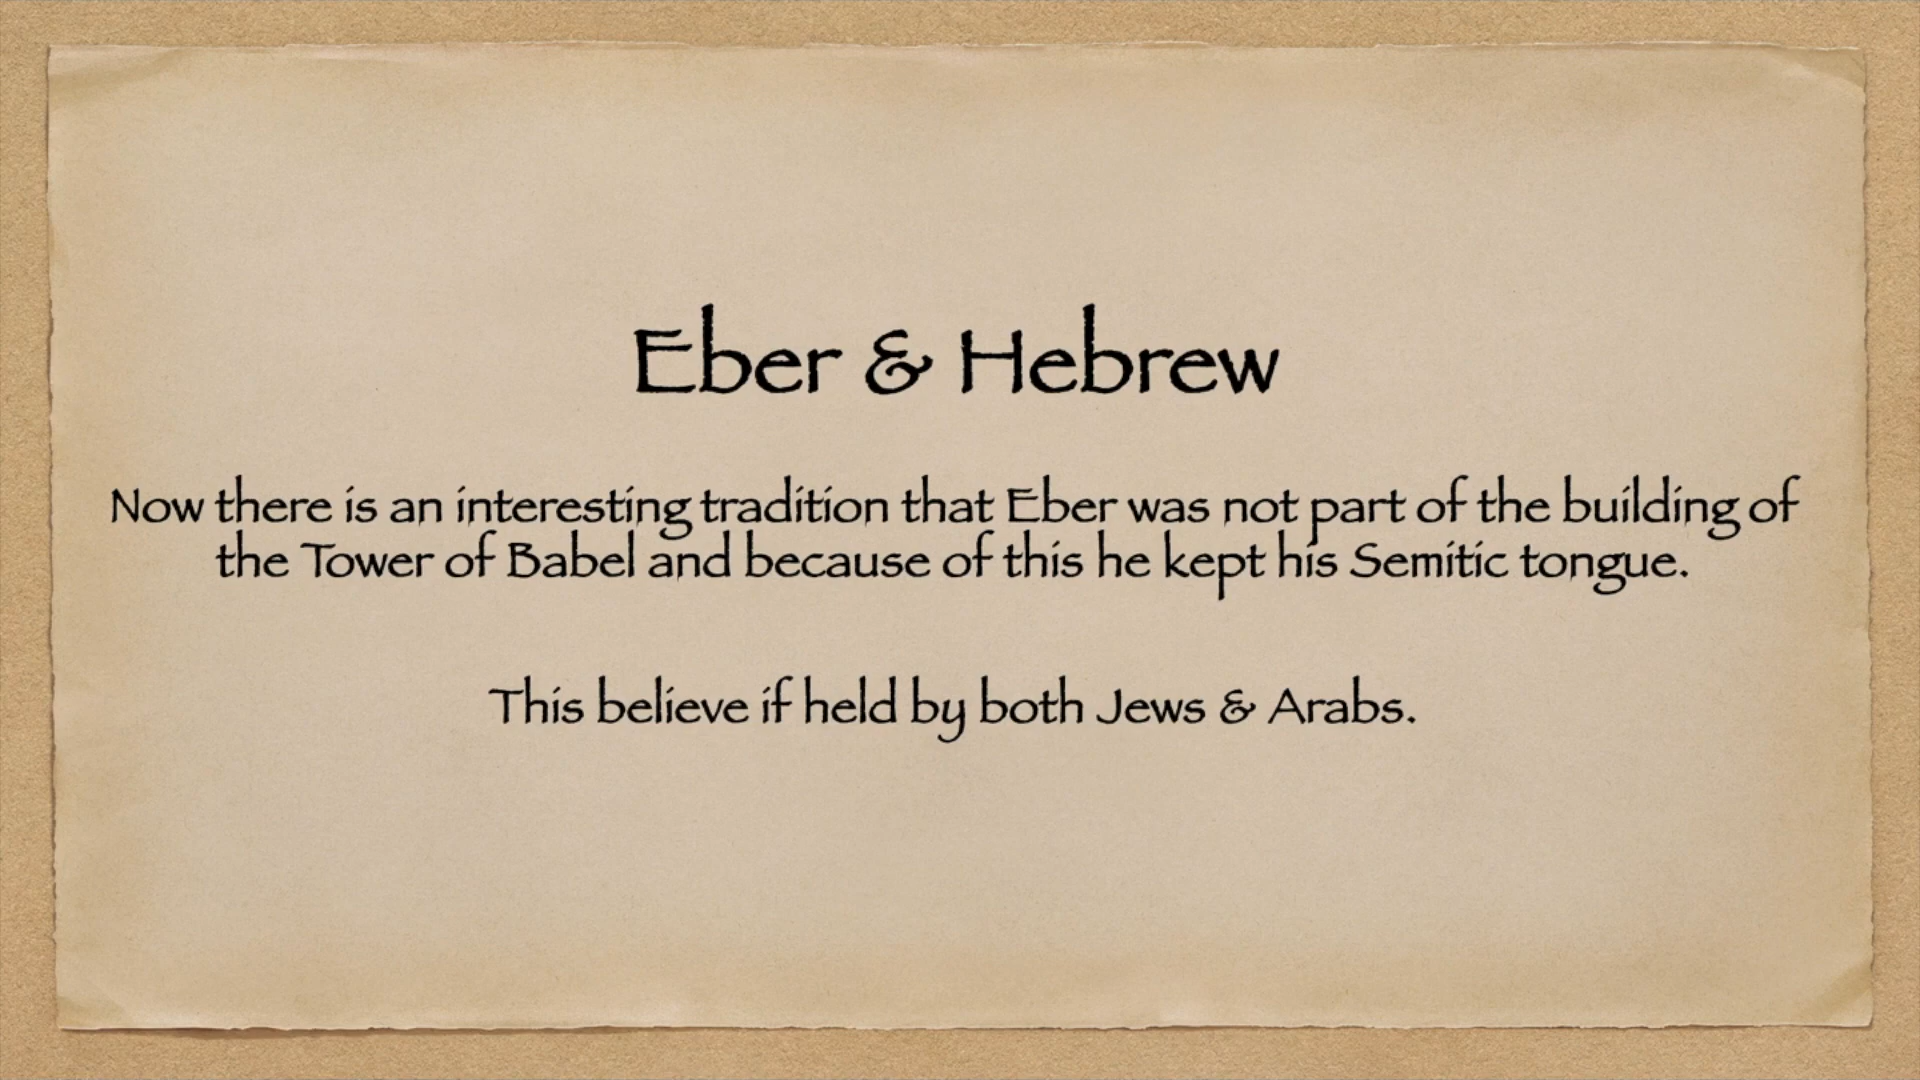 Eber & Hebrew
Now there is an interesting tradition that Eber was not part of the building of
the Tower of Babel and because of this he kept his Semitic tongue.
This believe if held by both Jews & Arabs.